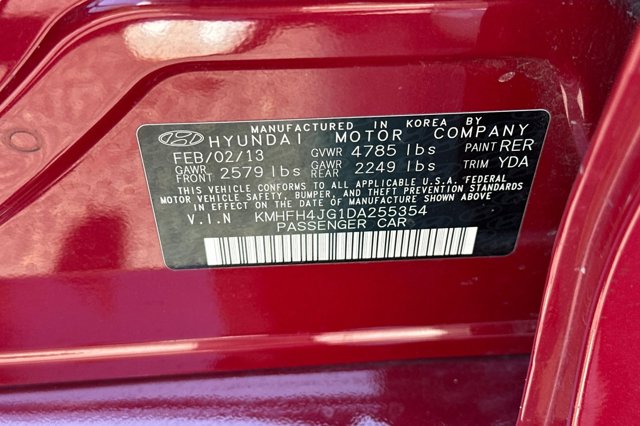 MANUFACTURED IN KOREA BY
HYUNDAI MOTOR COMPANY
FEB/02/13 GVWR 4785 lbs PAINT RER
GAWR FRONT 2579 lbs GAWR REAR 2249 lbs TRIM YDA
THIS VEHICLE CONFORMS TO ALL APPLICABLE U.S.A. FEDERAL
MOTOR VEHICLE SAFETY, BUMPER, AND THEFT PREVENTION STANDARDS
IN EFFECT ON THE DATE OF MANUFACTURE SHOWN ABOVE
V.I.N KMHFH4JG1DA255354
PASSENGER CAR